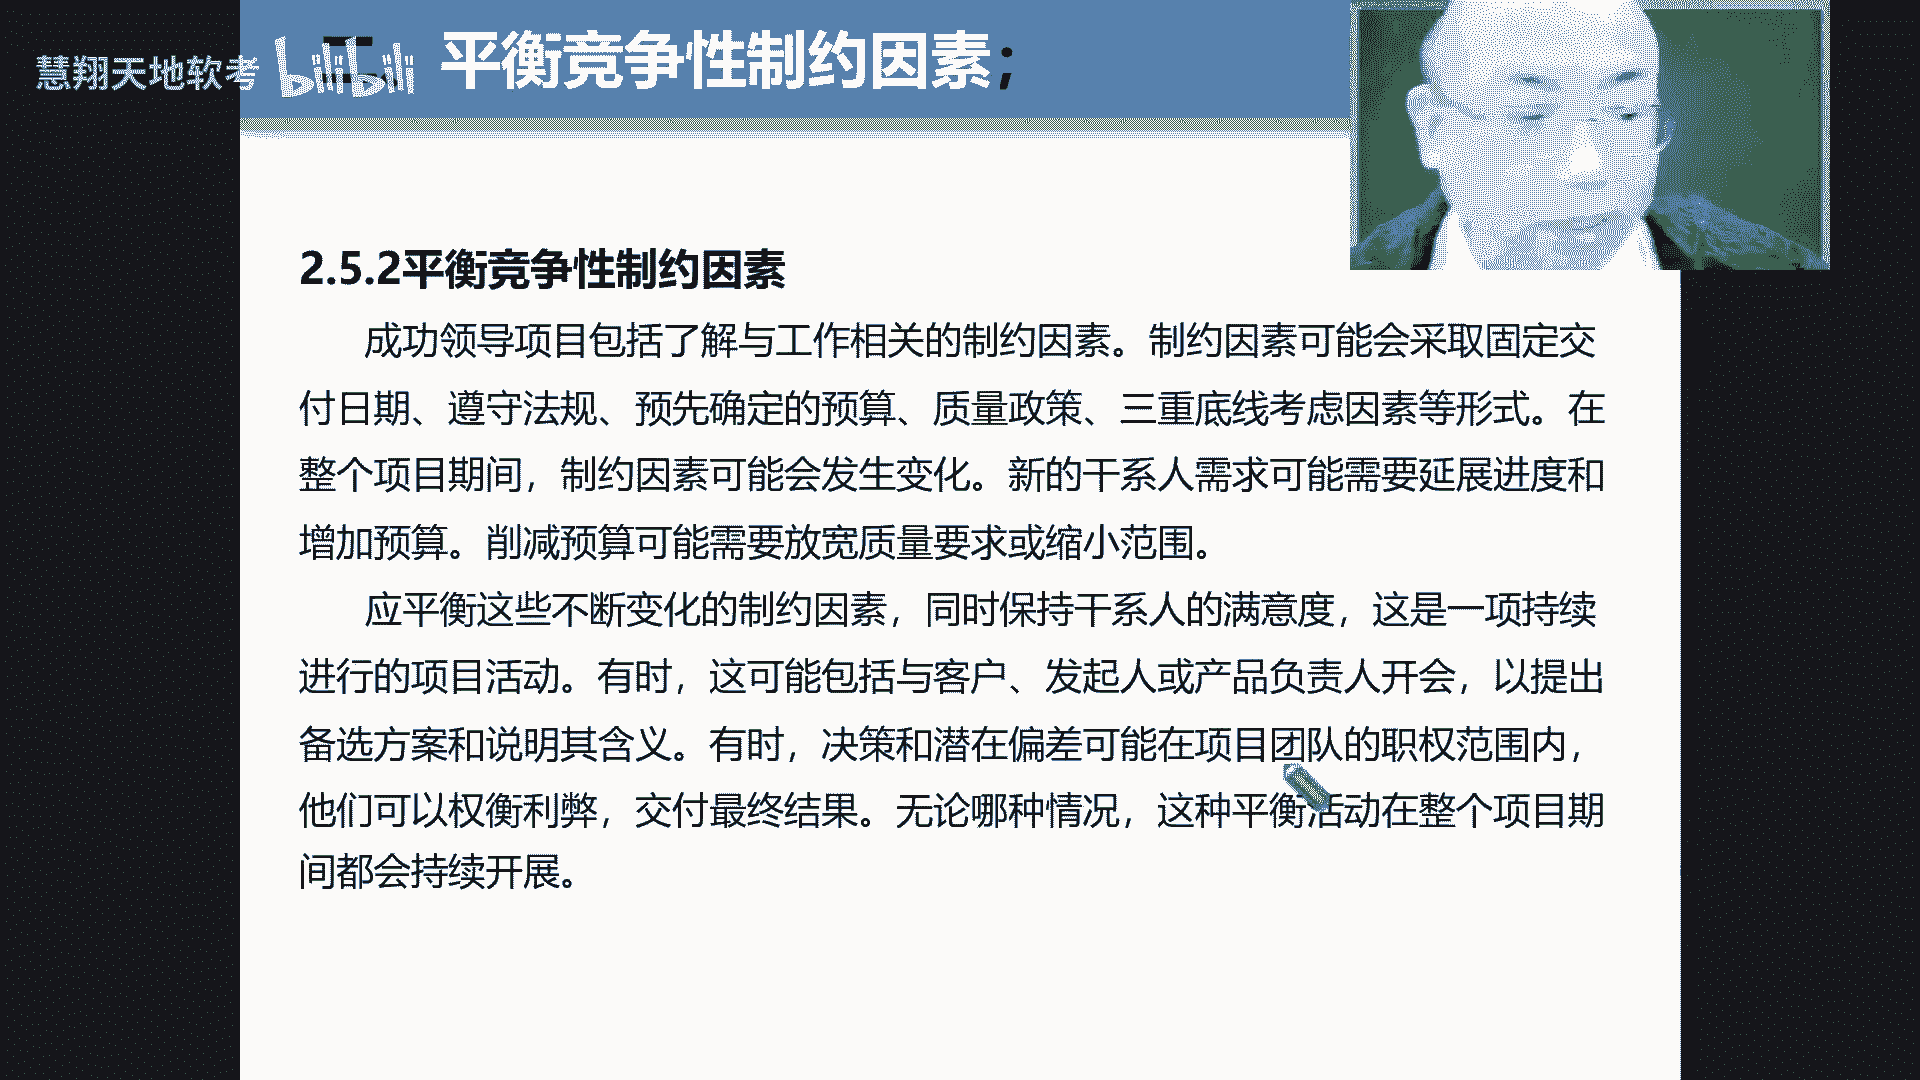 慧翔天地软考
bilibili
平衡竞争性制约因素；
2.5.2平衡竞争性制约因素
成功领导项目包括了解与工作相关的制约因素。制约因素可能会采取固定交
付日期、遵守法规、预先确定的预算、质量政策、三重底线考虑因素等形式。在
整个项目期间，制约因素可能会发生变化。新的干系人需求可能需要延展进度和
增加预算。削减预算可能需要放宽质量要求或缩小范围。
应平衡这些不断变化的制约因素，同时保持干系人的满意度，这是一项持续
进行的项目活动。有时，这可能包括与客户、发起人或产品负责人开会，以提出
备选方案和说明其含义。有时，决策和潜在偏差可能在项目团队的职权范围内，
他们可以权衡利弊，交付最终结果。无论哪种情况，这种平衡活动在整个项目期
间都会持续开展。